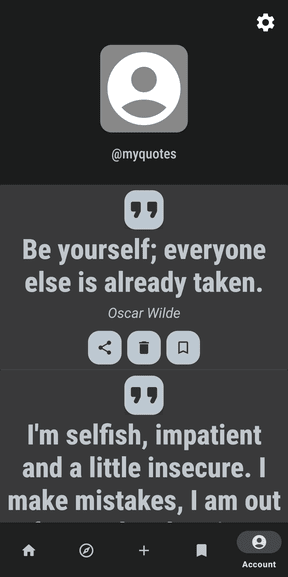 @myquotes
Be yourself; everyone
else is already taken.
Oscar Wilde
I'm selfish, impatient
and a little insecure. I
make mistakes, I am out
Account